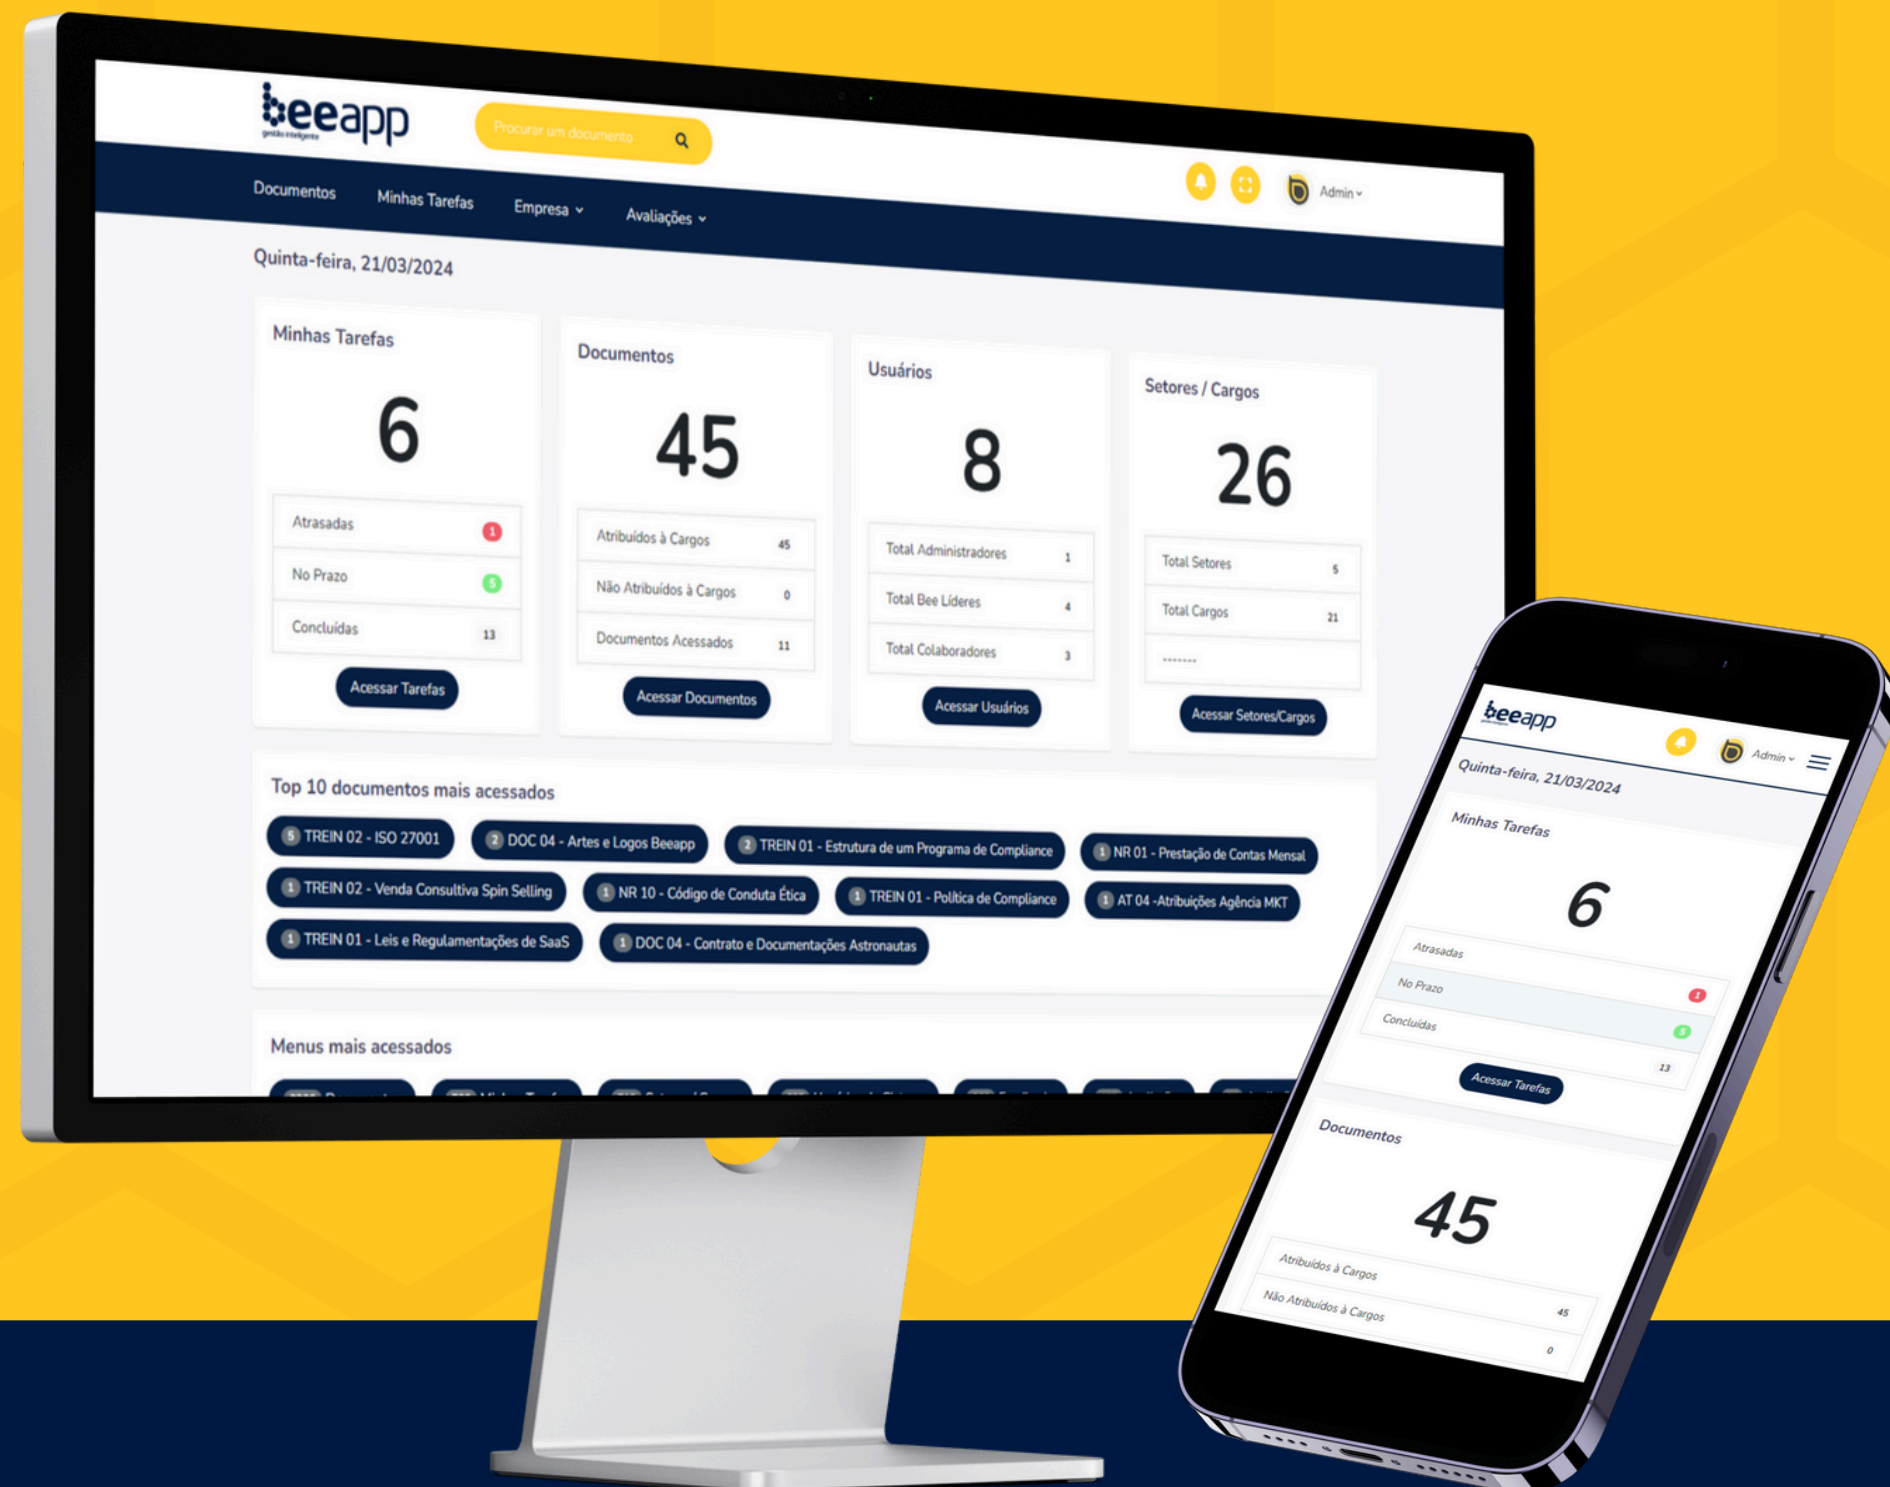 beeapp
gestão inteligente
Procurar um documento
Admin
Documentos Minhas Tarefas Empresa Avaliações
Quinta-feira, 21/03/2024
Minhas Tarefas
6
Atrasadas 1
No Prazo 5
Concluídas 13
Acessar Tarefas
Documentos
45
Atribuídos à Cargos 45
Não Atribuídos à Cargos 0
Documentos Acessados 11
Acessar Documentos
Usuários
8
Total Administradores 1
Total Bee Líderes 4
Total Colaboradores 3
Acessar Usuários
Setores / Cargos
26
Total Setores 5
Total Cargos 21
-------
Acessar Setores/Cargos
Top 10 documentos mais acessados
5 TREIN 02 - ISO 27001 2 DOC 04 - Artes e Logos Beeapp 2 TREIN 01 - Estrutura de um Programa de Compliance 1 NR 01 - Prestação de Contas Mensal
1 TREIN 02 - Venda Consultiva Spin Selling 1 NR 10 - Código de Conduta Ética 1 TREIN 01 - Política de Compliance 1 AT 04 -Atribuições Agência MKT
1 TREIN 01 - Leis e Regulamentações de SaaS 1 DOC 04 - Contrato e Documentações Astronautas
Menus mais acessados
beeapp
Admin
Quinta-feira, 21/03/2024
Minhas Tarefas
6
Atrasadas 1
No Prazo 5
Concluídas 13
Acessar Tarefas
Documentos
45
Atribuídos à Cargos 45
Não Atribuídos à Cargos 0